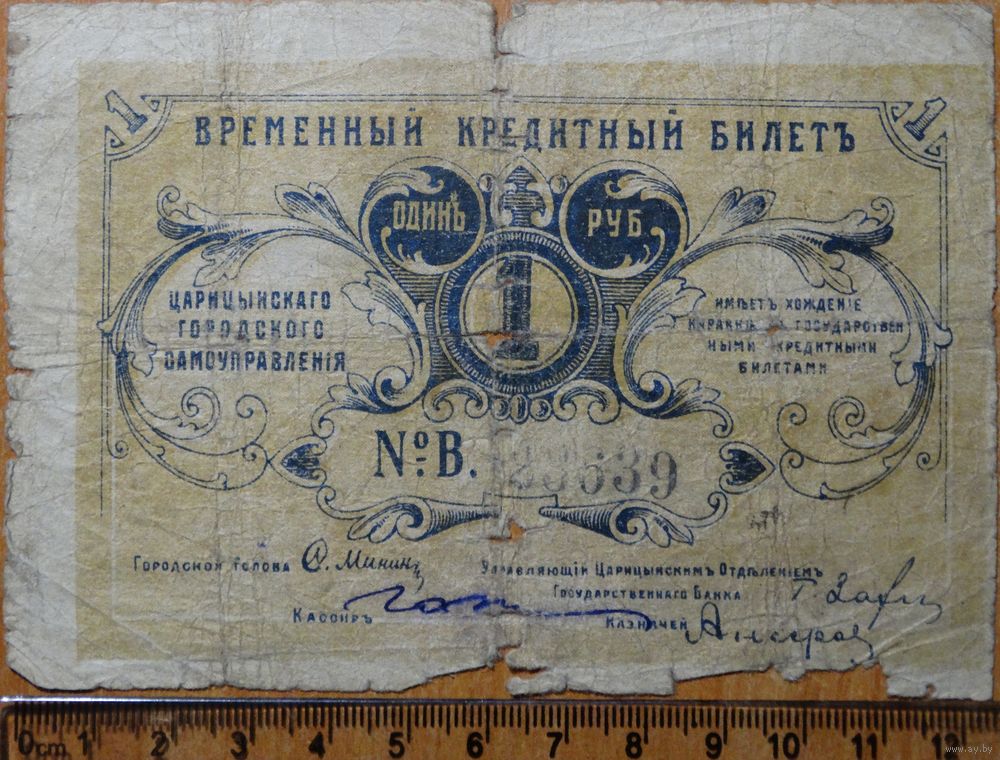 1 1
ВРЕМЕННЫЙ КРЕДИТНЫЙ БИЛЕТЪ
ОДИНЪ РУБ
1
ЦАРИЦЫНСКАГО
ГОРОДСКОГО
САМОУПРАВЛЕНІЯ
ИМѢЕТЪ ХОЖДЕНІЕ
НАРАВНѢ ГОСУДАРСТВЕН
НЫМИ КРЕДИТНЫМИ
БИЛЕТАМИ
№ В. 23639
ГОРОДСКОЙ ГОЛОВА С. Минин
УПРАВЛЯЮЩІЙ ЦАРИЦЫНСКИМЪ ОТДѢЛЕНІЕМЪ
ГОСУДАРСТВЕННАГО БАНКА
КАССИРЪ
КАЗНАЧЕЙ
0cm 1 2 3 4 5 6 7 8 9 10 11 12
www.ay.by